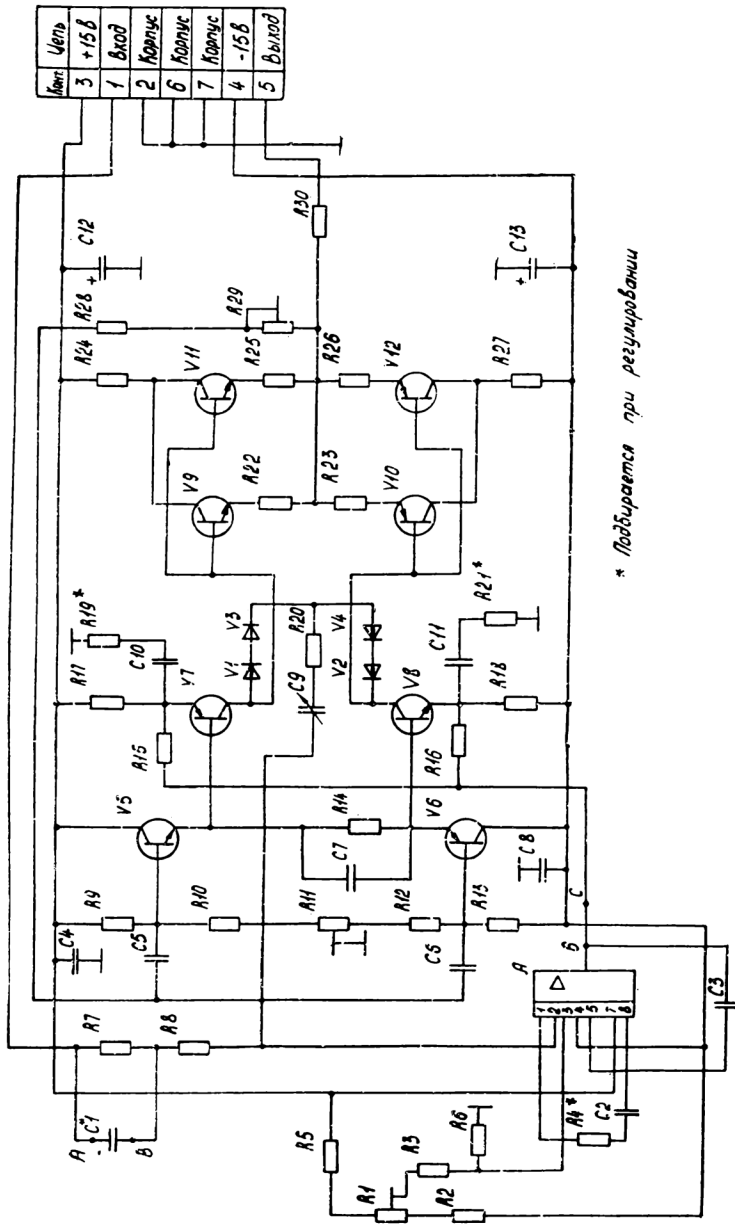 Конт. Цепь
3 +15В
1 Вход
2 Корпус
6 Корпус
7 Корпус
4 -15В
5 Выход
C12
R30
C13
R28
R29
R24
V11
R25
R26
V12
R27
V9
R22
R23
V10
R19*
R17
C10
V7
V1
V3
R20
C9
V4
V2
C11
R21*
V8
R18
R15
R16
V5
R14
C7
V6
C8
R9
C4
C5
R10
R11
R12
C6
R13
C
В
А
1
2
3
4
5
7
8
C3
R7
R8
А
C1*
В
R5
R1
R3
R6
R2
R4*
C2
* Подбирается при регулировании